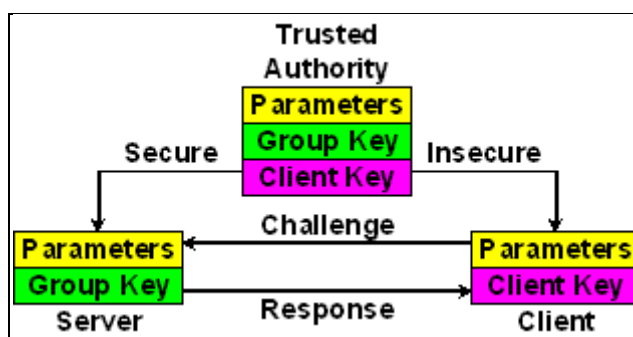 Trusted
Authority
Parameters
Group Key
Client Key
Secure
Insecure
Challenge
Parameters
Group Key
Server
Response
Parameters
Client Key
Client